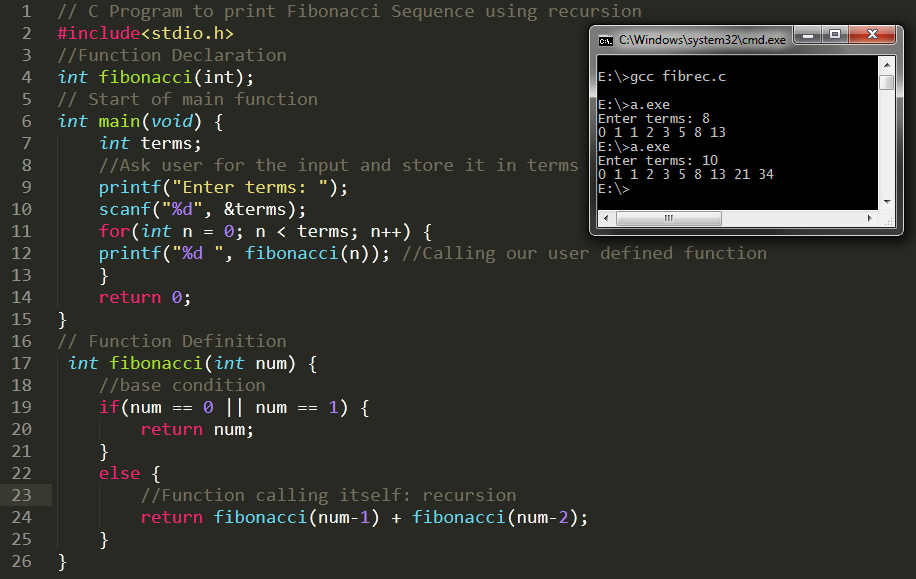 1 // C Program to print Fibonacci Sequence using recursion
2 #include<stdio.h>
3 //Function Declaration
4 int fibonacci(int);
5 // Start of main function
6 int main(void) {
7     int terms;
8     //Ask user for the input and store it in terms
9     printf("Enter terms: ");
10     scanf("%d", &terms);
11     for(int n = 0; n < terms; n++) {
12     printf("%d ", fibonacci(n)); //Calling our user defined function
13     }
14     return 0;
15 }
16 // Function Definition
17  int fibonacci(int num) {
18     //base condition
19     if(num == 0 || num == 1) {
20         return num;
21     }
22     else {
23         //Function calling itself: recursion
24         return fibonacci(num-1) + fibonacci(num-2);
25     }
26 }
C:\Windows\system32\cmd.exe
E:\>gcc fibrec.c
E:\>a.exe
Enter terms: 8
0 1 1 2 3 5 8 13
E:\>a.exe
Enter terms: 10
0 1 1 2 3 5 8 13 21 34
E:\>